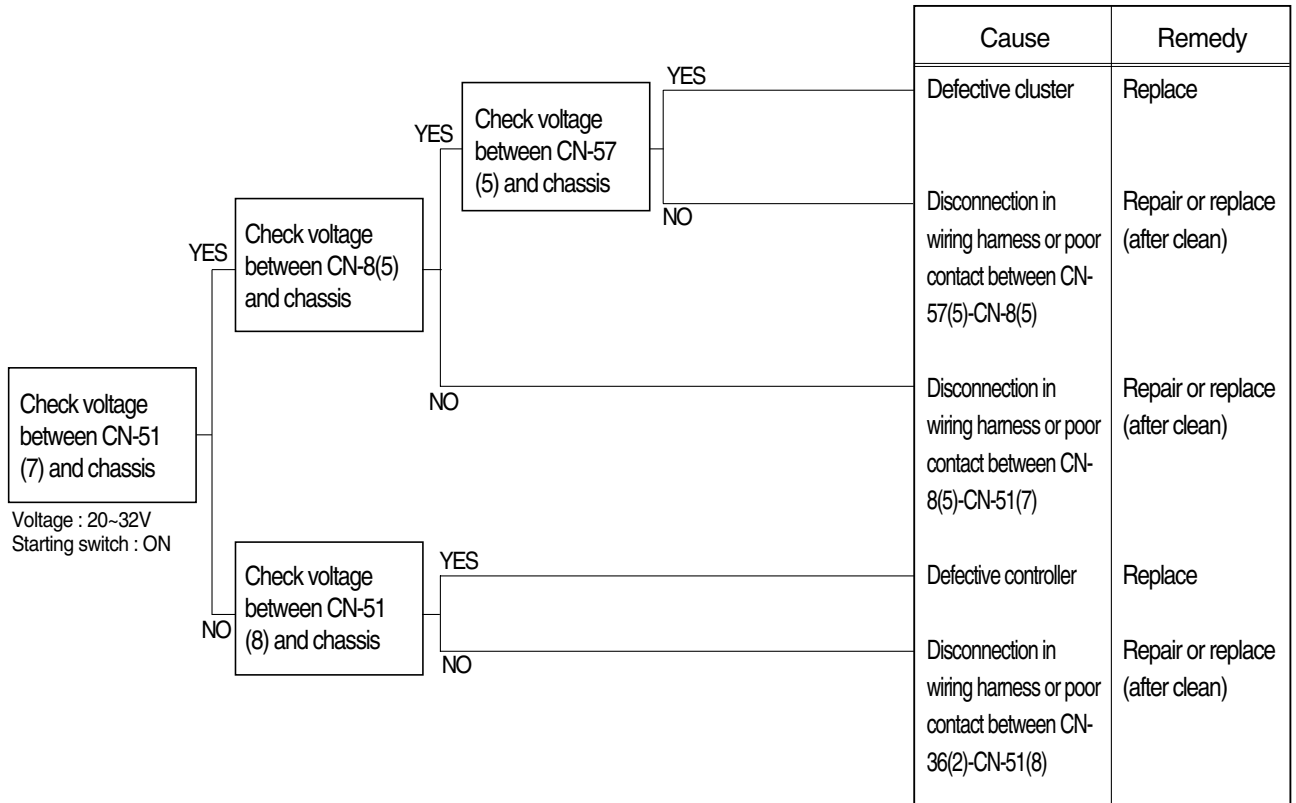 Cause
Remedy
YES
Defective cluster
Replace
YES
Check voltage
between CN-57
(5) and chassis
NO
Disconnection in
wiring harness or poor
contact between CN-
57(5)-CN-8(5)
Repair or replace
(after clean)
YES
Check voltage
between CN-8(5)
and chassis
NO
Disconnection in
wiring harness or poor
contact between CN-
8(5)-CN-51(7)
Repair or replace
(after clean)
Check voltage
between CN-51
(7) and chassis
Voltage : 20~32V
Starting switch : ON
NO
Check voltage
between CN-51
(8) and chassis
YES
Defective controller
Replace
NO
Disconnection in
wiring harness or poor
contact between CN-
36(2)-CN-51(8)
Repair or replace
(after clean)